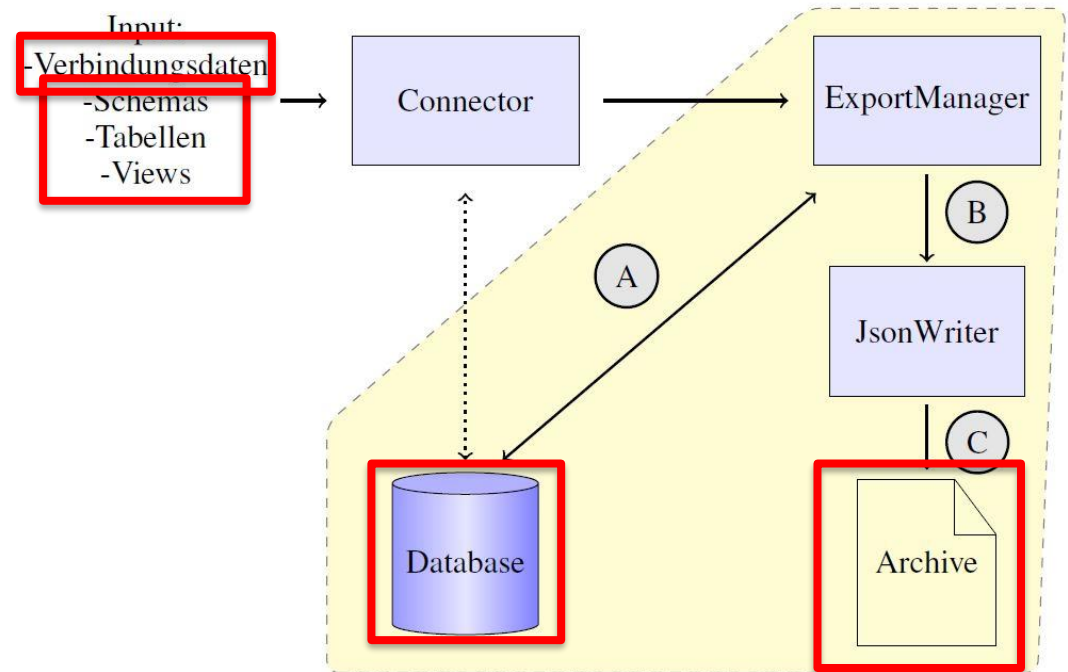 Input:
-Verbindungsdaten
-Schemas
-Tabellen
-Views
Connector
ExportManager
B
A
JsonWriter
C
Database
Archive